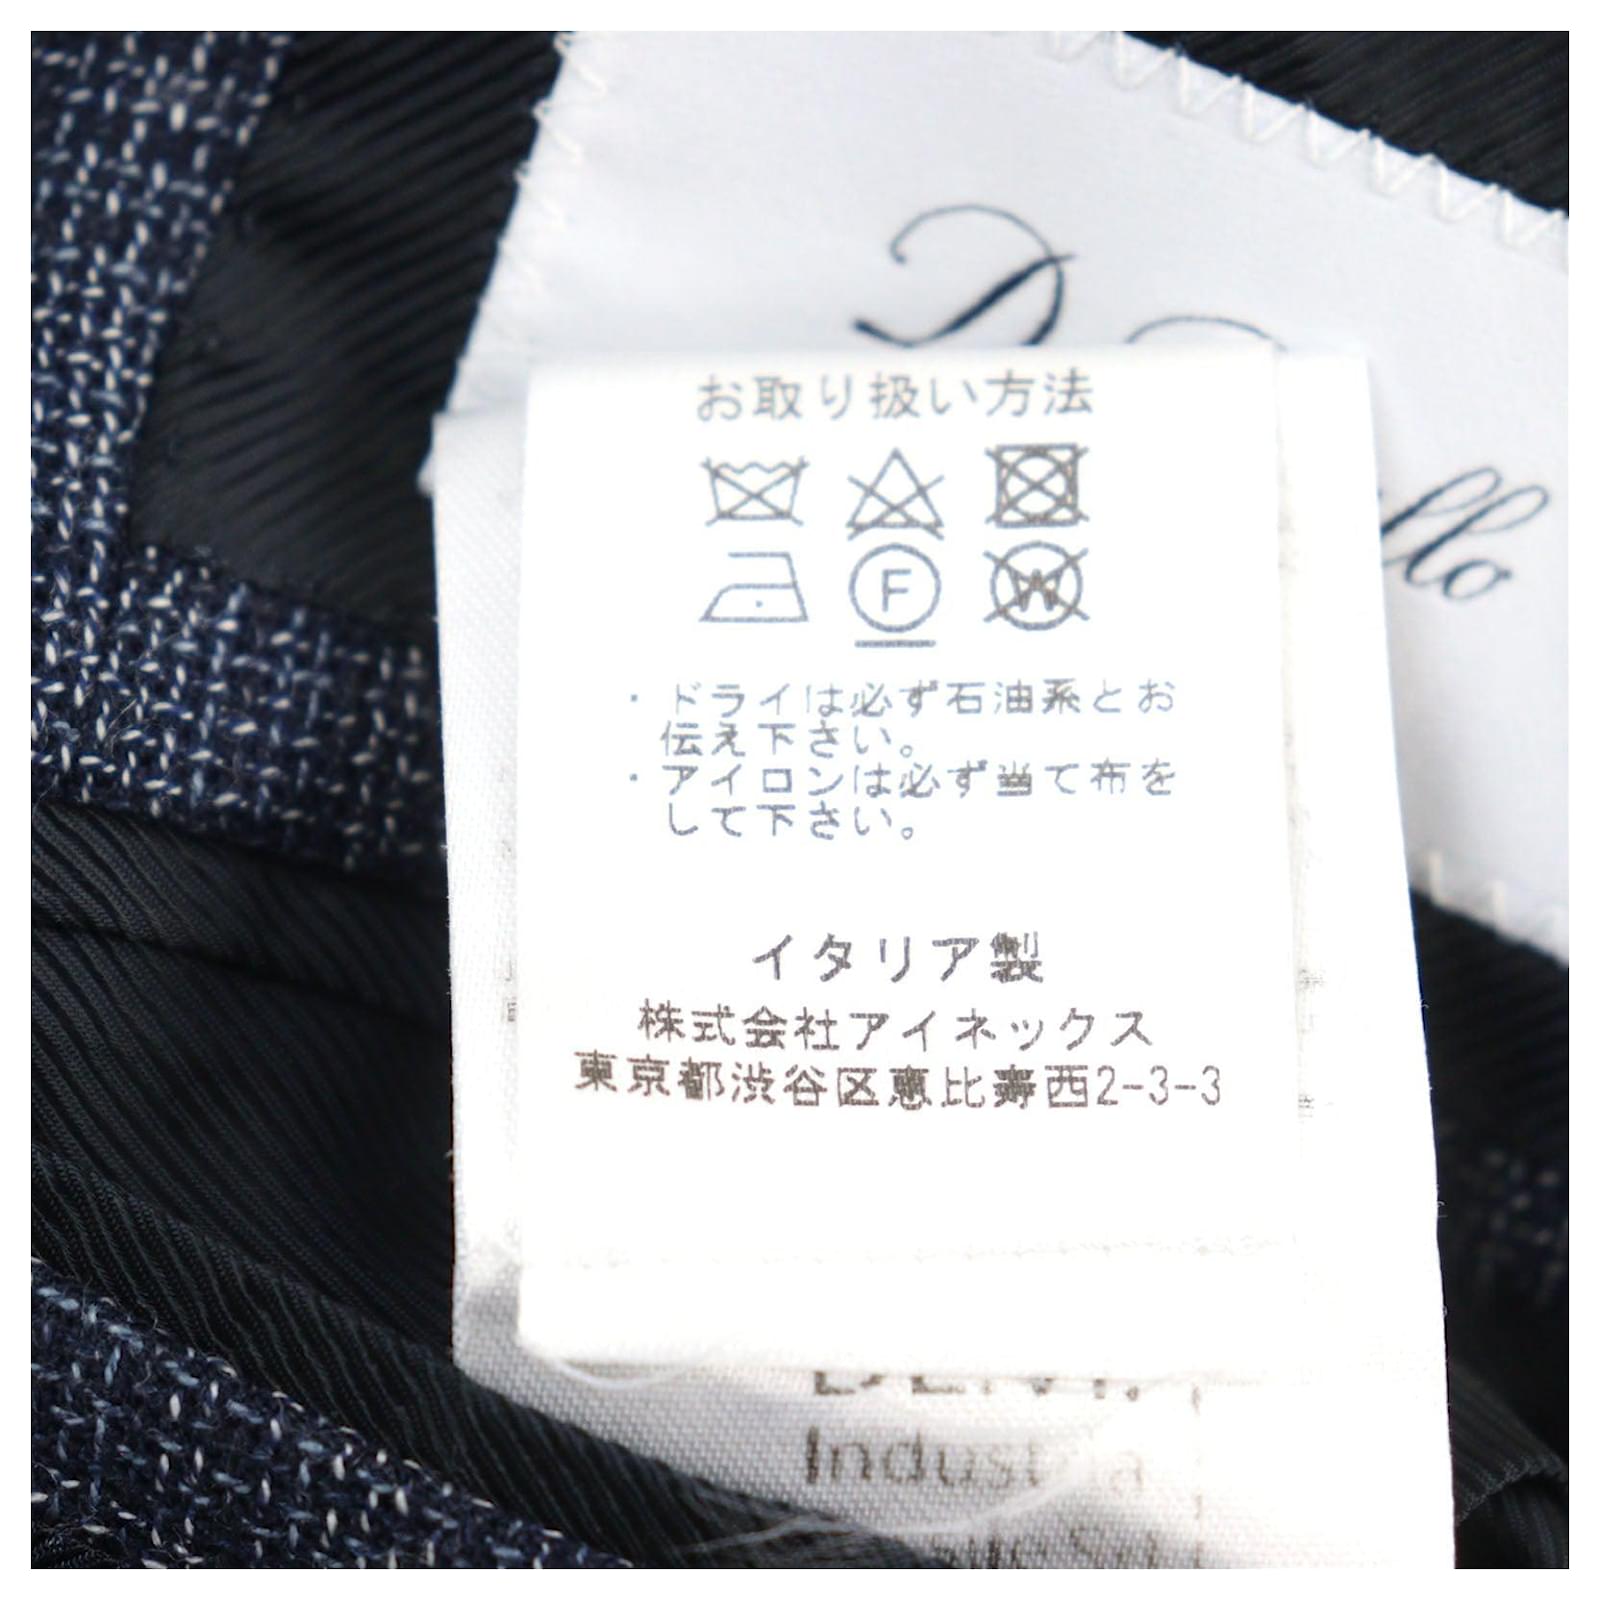 お取り扱い方法
F W
・ドライは必ず石油系とお
伝え下さい。
・アイロンは必ず当て布を
して下さい。
イタリア製
株式会社アイネックス
東京都渋谷区恵比寿西2-3-3